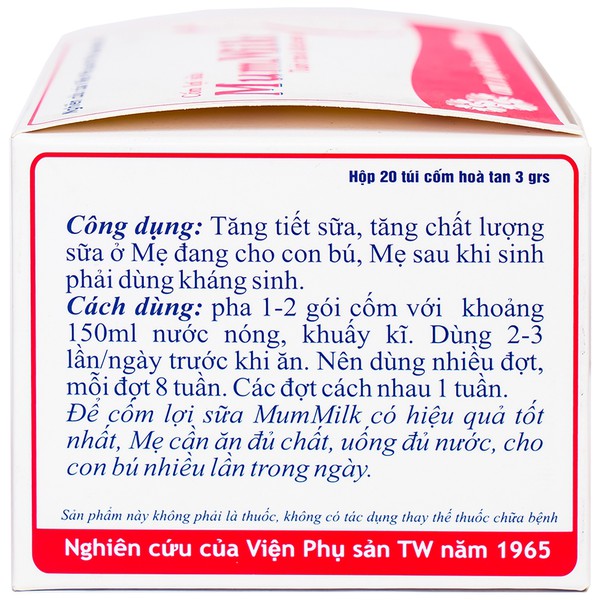 Cốm lợi sữa
MumMilk
Hộp 20 túi cốm hoà tan 3 grs
Công dụng: Tăng tiết sữa, tăng chất lượng
sữa ở Mẹ đang cho con bú, Mẹ sau khi sinh
phải dùng kháng sinh.
Cách dùng: pha 1-2 gói cốm với khoảng
150ml nước nóng, khuấy kĩ. Dùng 2-3
lần/ngày trước khi ăn. Nên dùng nhiều đợt,
mỗi đợt 8 tuần. Các đợt cách nhau 1 tuần.
Để cốm lợi sữa MumMilk có hiệu quả tốt
nhất, Mẹ cần ăn đủ chất, uống đủ nước, cho
con bú nhiều lần trong ngày.
Sản phẩm này không phải là thuốc, không có tác dụng thay thế thuốc chữa bệnh
Nghiên cứu của Viện Phụ sản TW năm 1965